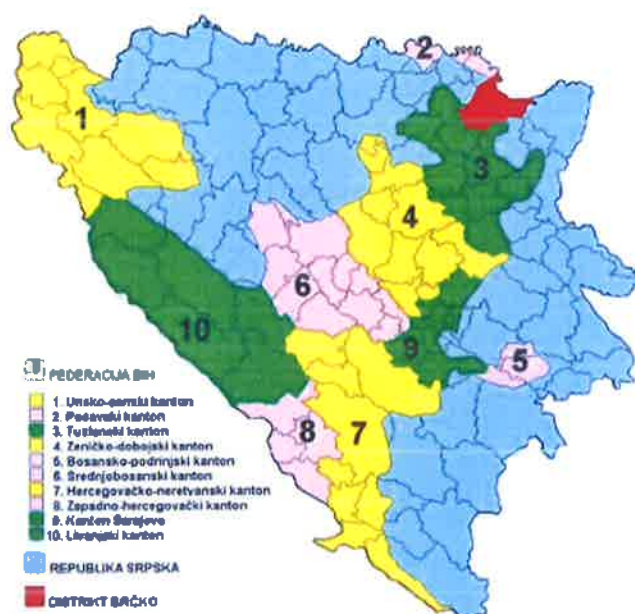 2
1
3
4
6
10
9
5
8
7
FEDERACIJA BIH
1. Unsko-sanski kanton
2. Posavski kanton
3. Tuzlanski kanton
4. Zeničko-dobojski kanton
5. Bosansko-podrinjski kanton
6. Srednjobosanski kanton
7. Hercegovačko-neretvanski kanton
8. Zapadno-hercegovački kanton
9. Kanton Sarajevo
10. Livanjski kanton
REPUBLIKA SRPSKA
DISTRIKT BRČKO